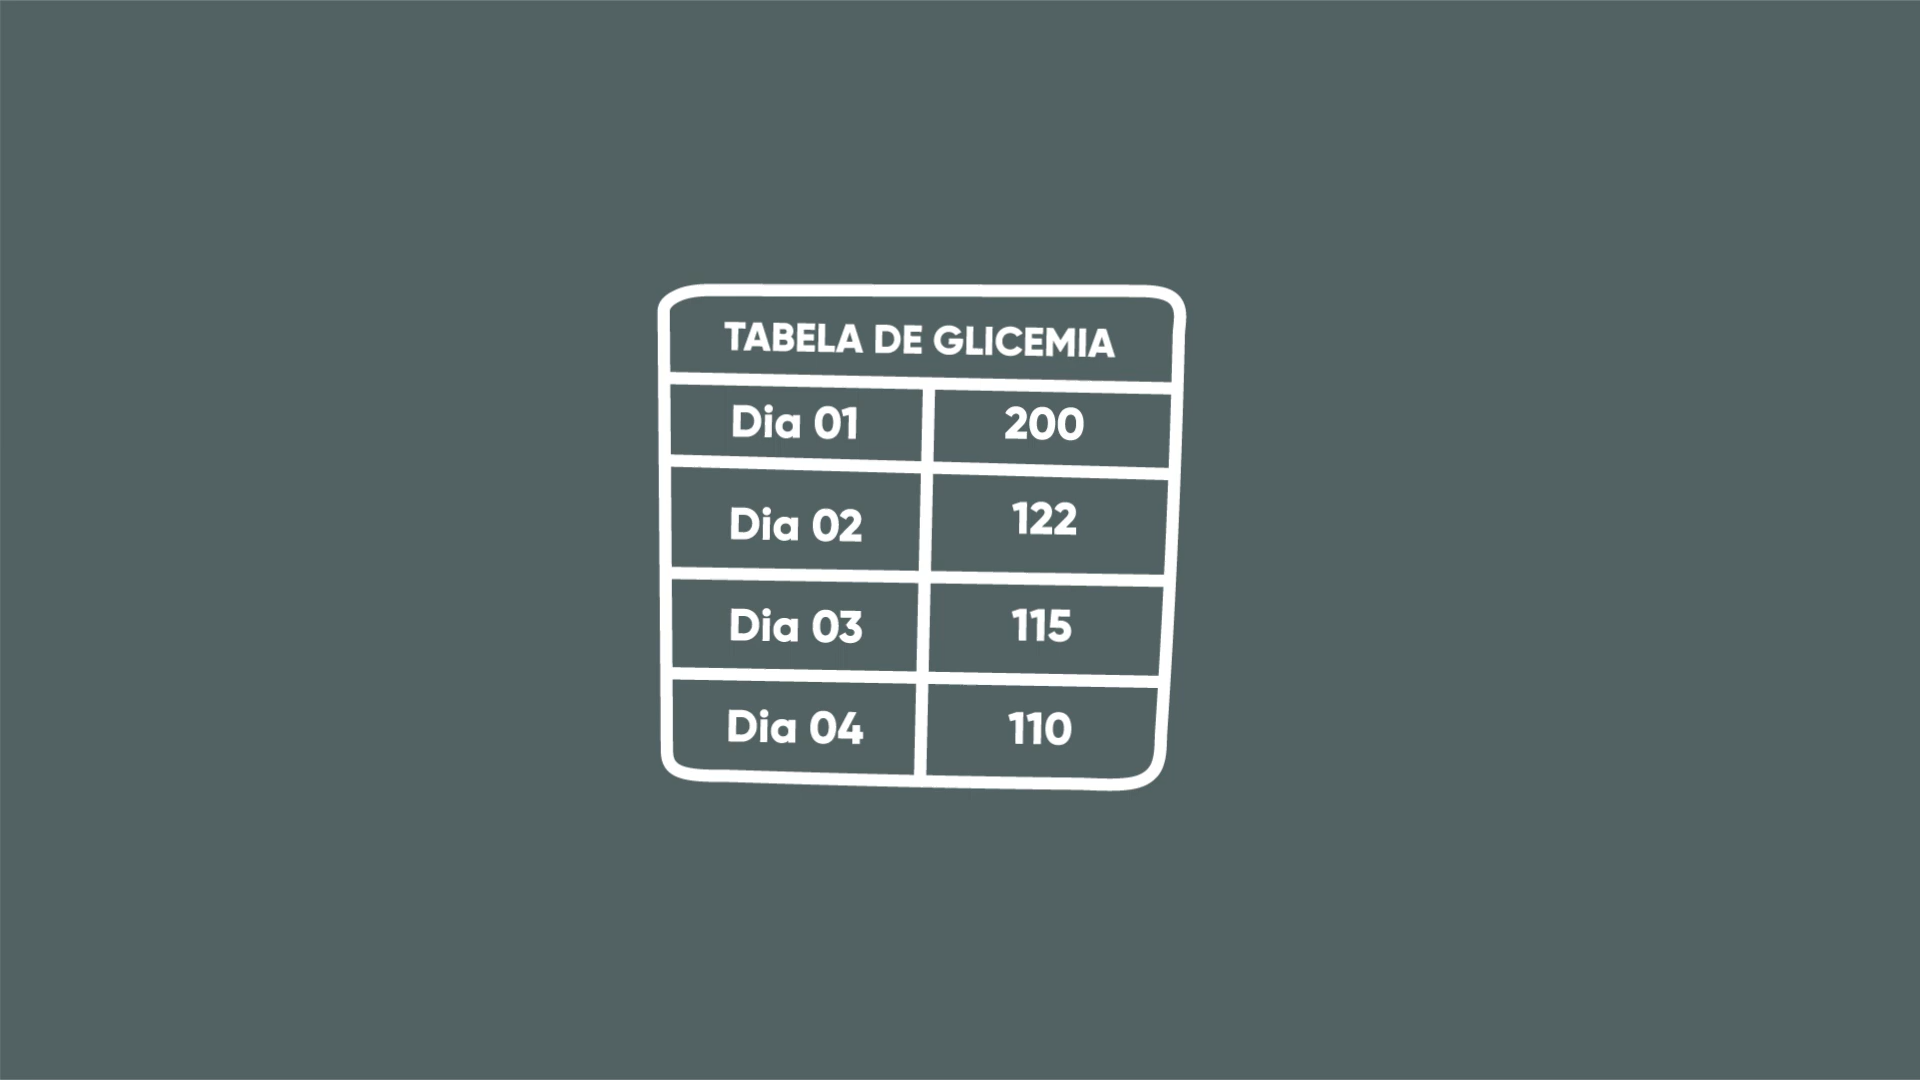 TABELA DE GLICEMIA
Dia 01 200
Dia 02 122
Dia 03 115
Dia 04 110